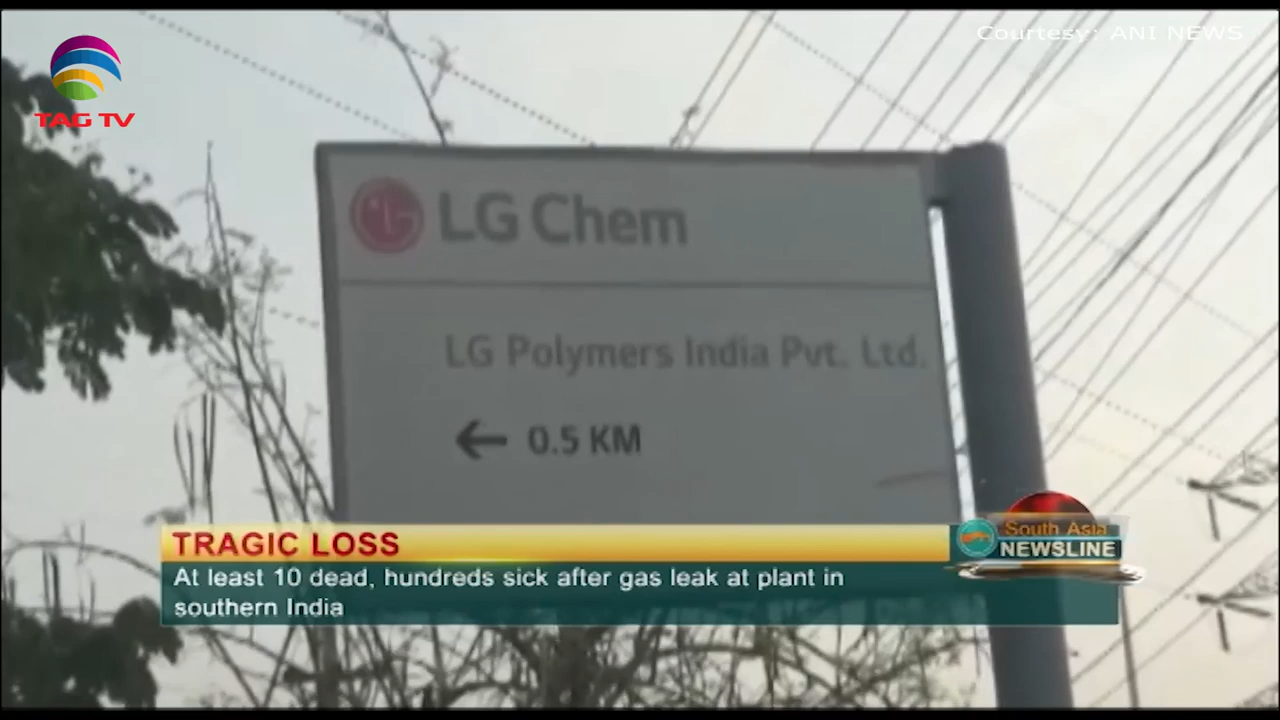 Courtesy: ANI NEWS
TAG TV
LG Chem
LG Polymers India Pvt. Ltd.
← 0.5 KM
TRAGIC LOSS
South Asia
NEWSLINE
At least 10 dead, hundreds sick after gas leak at plant in
southern India